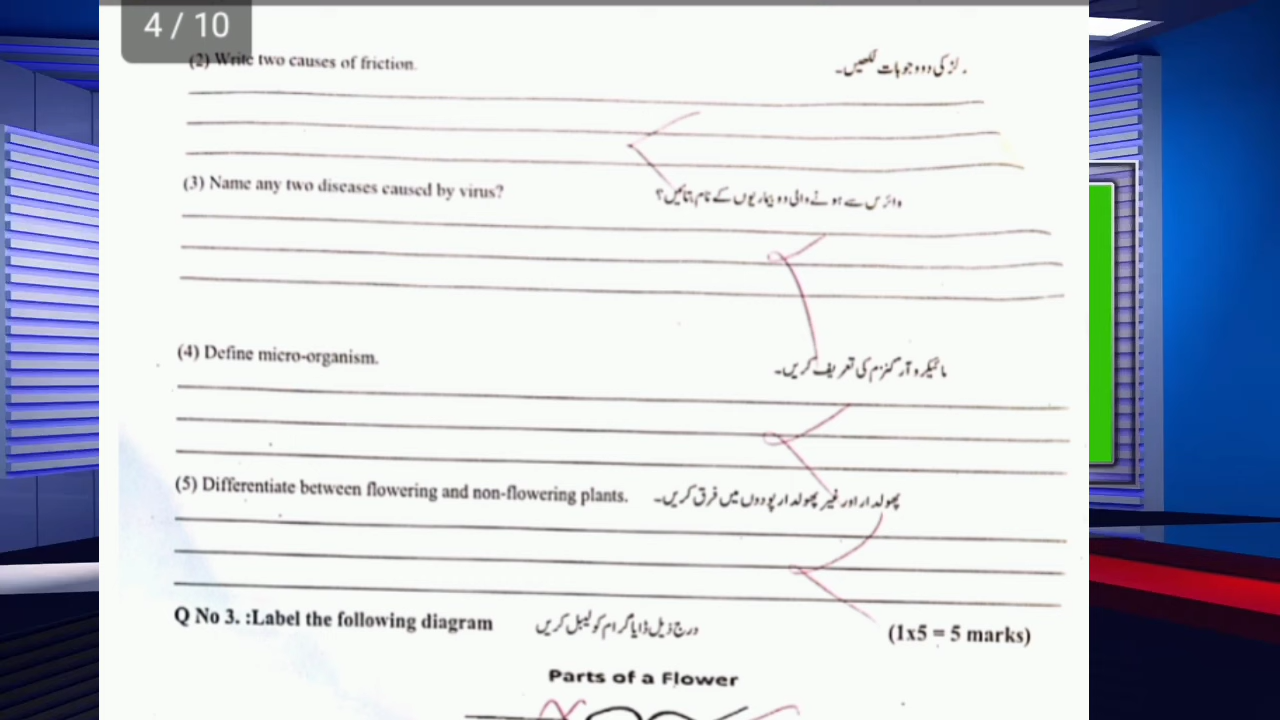 4 / 10
(2) Write two causes of friction.
رگڑ کی دو وجوہات لکھیں۔
(3) Name any two diseases caused by virus?
وائرس سے ہونے والی دو بیماریوں کے نام بتائیں؟
(4) Define micro-organism.
مائیکرو آرگنزم کی تعریف کریں۔
(5) Differentiate between flowering and non-flowering plants.
پھولدار اور غیر پھولدار پودوں میں فرق کریں۔
Q No 3. :Label the following diagram
درج ذیل ڈایاگرام کو لیبل کریں
(1x5 = 5 marks)
Parts of a Flower